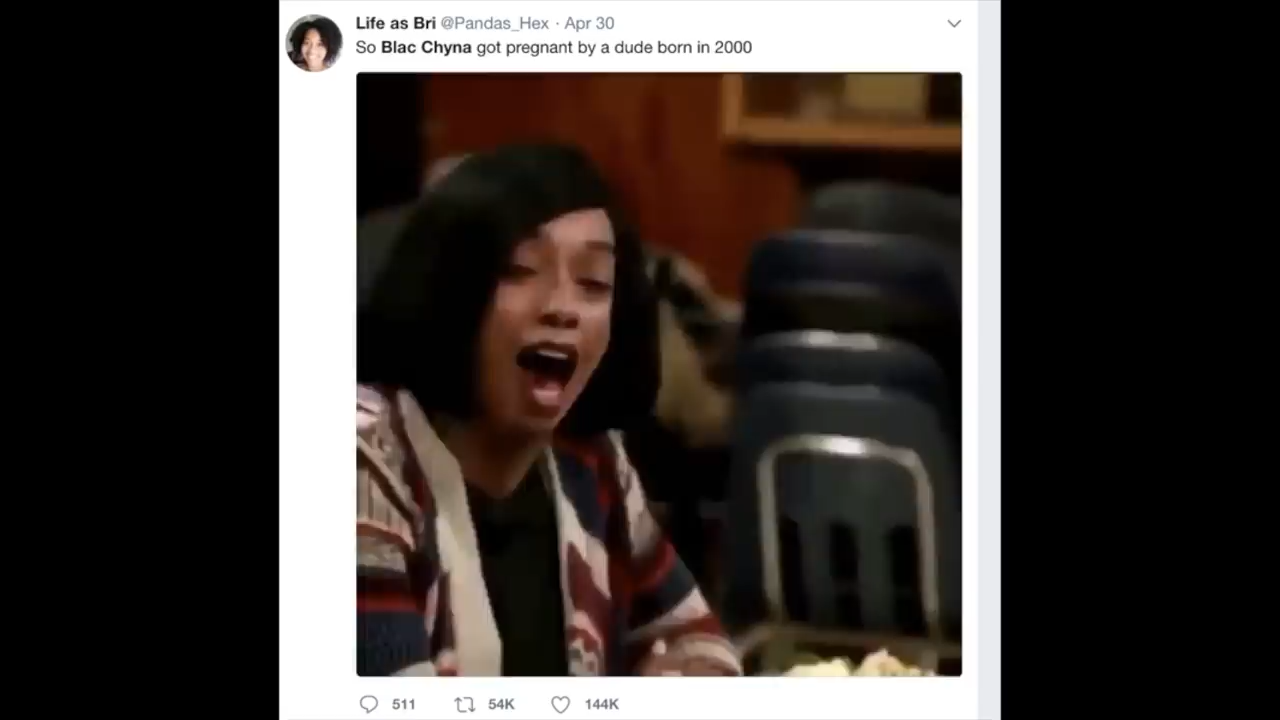 Life as Bri @Pandas_Hex · Apr 30
So Blac Chyna got pregnant by a dude born in 2000
511 54K 144K